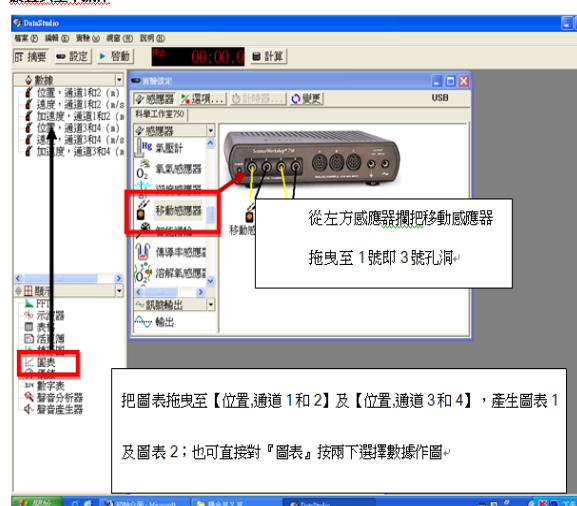 DataStudio
檔案(F) 編輯(E) 實驗(x) 視窗(W) 說明(H)
摘要 設定 啓動 00:00.0 計算
數據
位置，通道1和2 (m)
速度，通道1和2 (m/s
加速度，通道1和2 (m
位置，通道3和4 (m)
速度，通道3和4 (m/s
加速度，通道3和4 (m
顯示
FFT
示波器
圖表
數字表
聲音分析器
聲音產生器
實驗設定
感應器 選項... 計時器... 變更 USB
科學工作室750
感應器
Hg 氣壓計
O₂ 氧氣感應器
移動感應器
傳導率感應器
溶解氧感應器
訊號輸出
輸出
ScienceWorkshop 750
移動感
從左方感應器攔把移動感應器
拖曳至 1號即 3號孔洞
把圖表拖曳至【位置,通道 1和 2】及【位置,通道 3和 4】，產生圖表 1
及圖表 2；也可直接對『圖表』按兩下選擇數據作圖
DataStudio